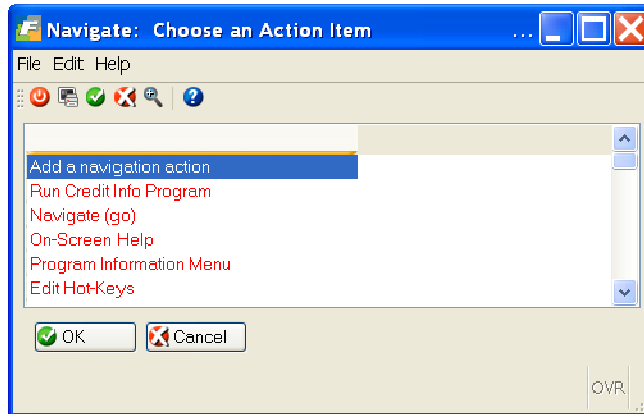 Navigate: Choose an Action Item ...
File Edit Help
Add a navigation action
Run Credit Info Program
Navigate (go)
On-Screen Help
Program Information Menu
Edit Hot-Keys
OK Cancel
OVR